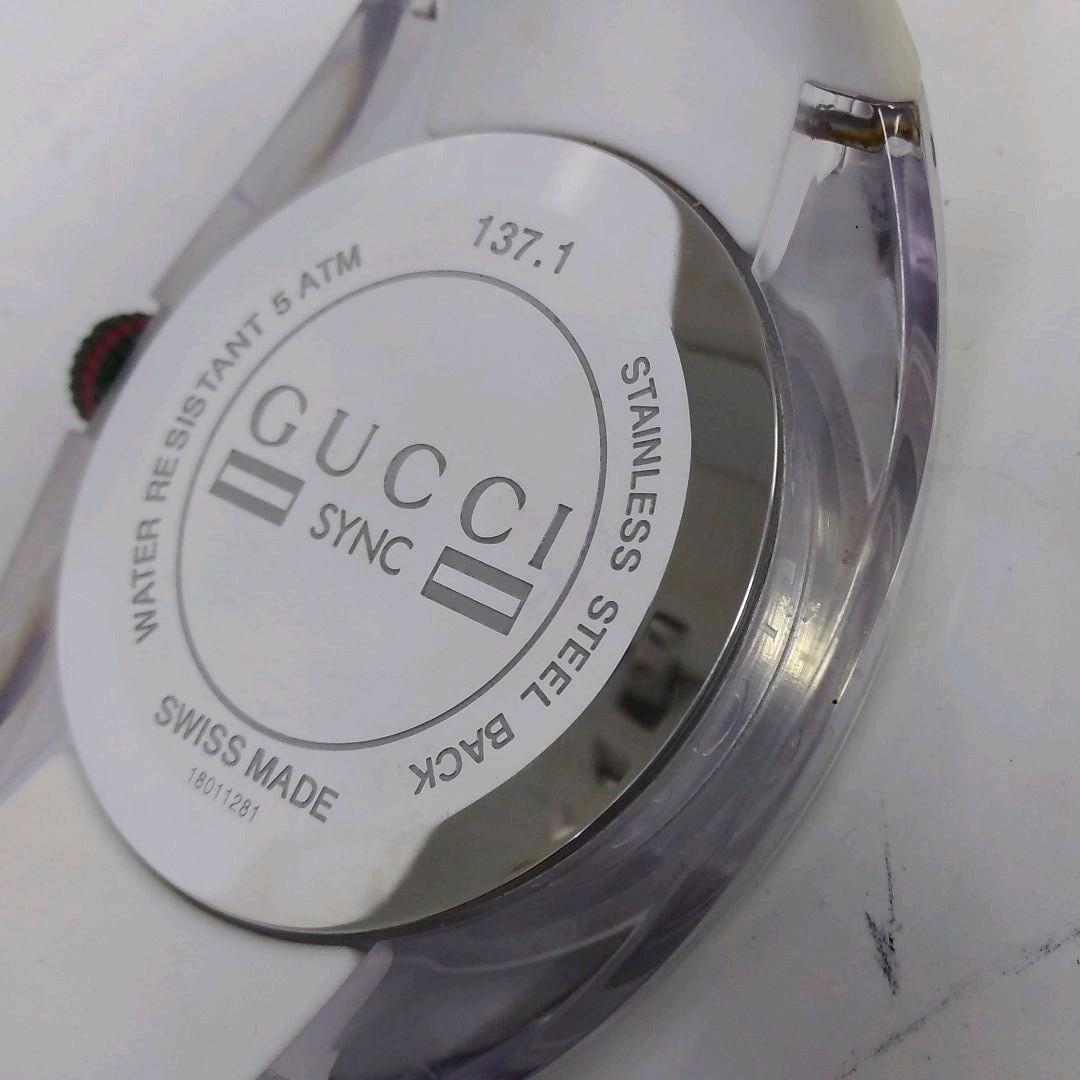 137.1
WATER RESISTANT 5 ATM
STAINLESS STEEL BACK
GUCCI
SYNC
SWISS MADE
18011281